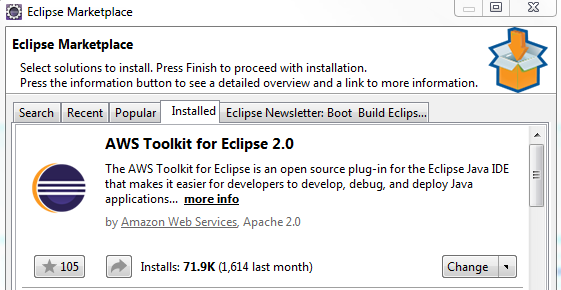 Eclipse Marketplace
Eclipse Marketplace
Select solutions to install. Press Finish to proceed with installation.
Press the information button to see a detailed overview and a link to more information.
Search Recent Popular Installed Eclipse Newsletter: Boot Build Eclips...
AWS Toolkit for Eclipse 2.0
The AWS Toolkit for Eclipse is an open source plug-in for the Eclipse Java IDE
that makes it easier for developers to develop, debug, and deploy Java
applications... more info
by Amazon Web Services, Apache 2.0
105 Installs: 71.9K (1,614 last month) Change